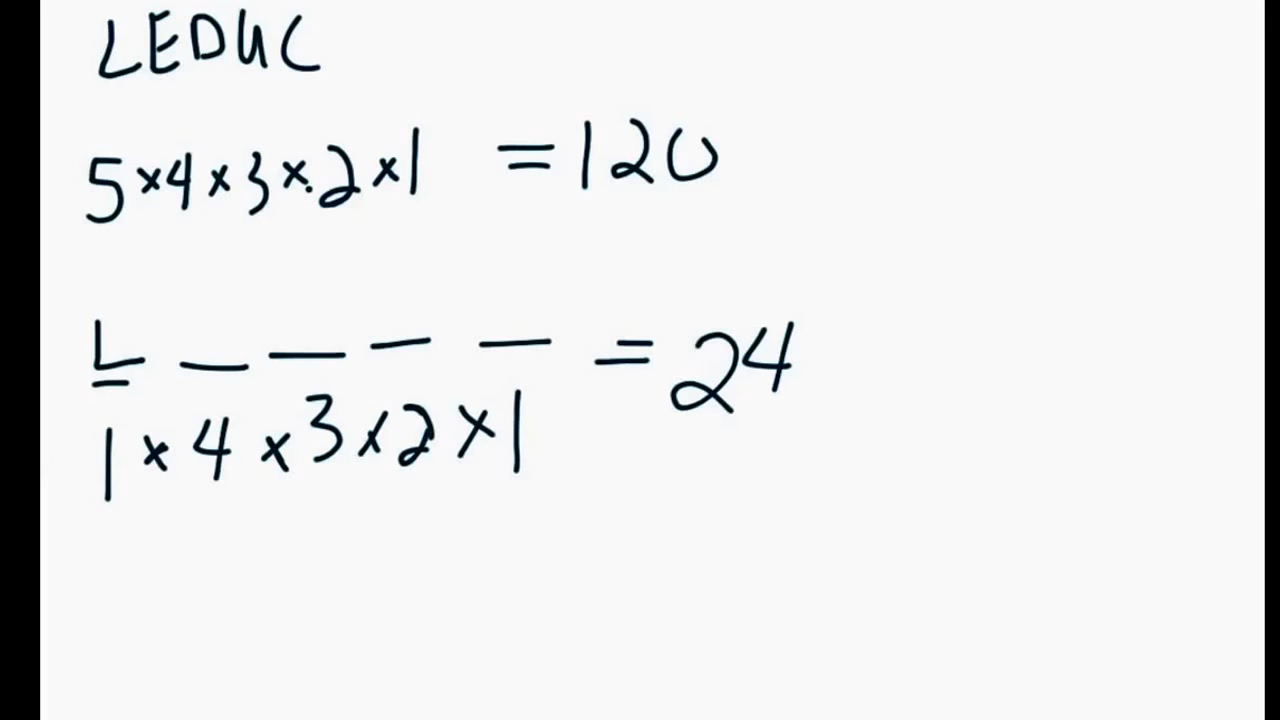 LEDUC
5×4×3×2×1 = 120
L _ _ _ _ = 24
1×4×3×2×1